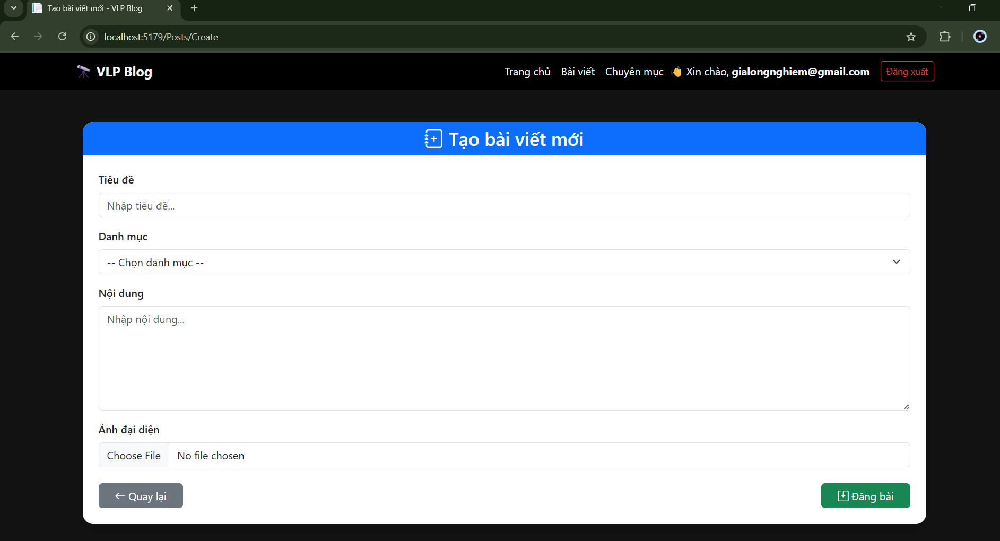 Tạo bài viết mới - VLP Blog
localhost:5179/Posts/Create
VLP Blog
Trang chủ
Bài viết
Chuyên mục
Xin chào, gialongnghiem@gmail.com
Đăng xuất
Tạo bài viết mới
Tiêu đề
Nhập tiêu đề...
Danh mục
-- Chọn danh mục --
Nội dung
Nhập nội dung...
Ảnh đại diện
Choose File
No file chosen
Quay lại
Đăng bài